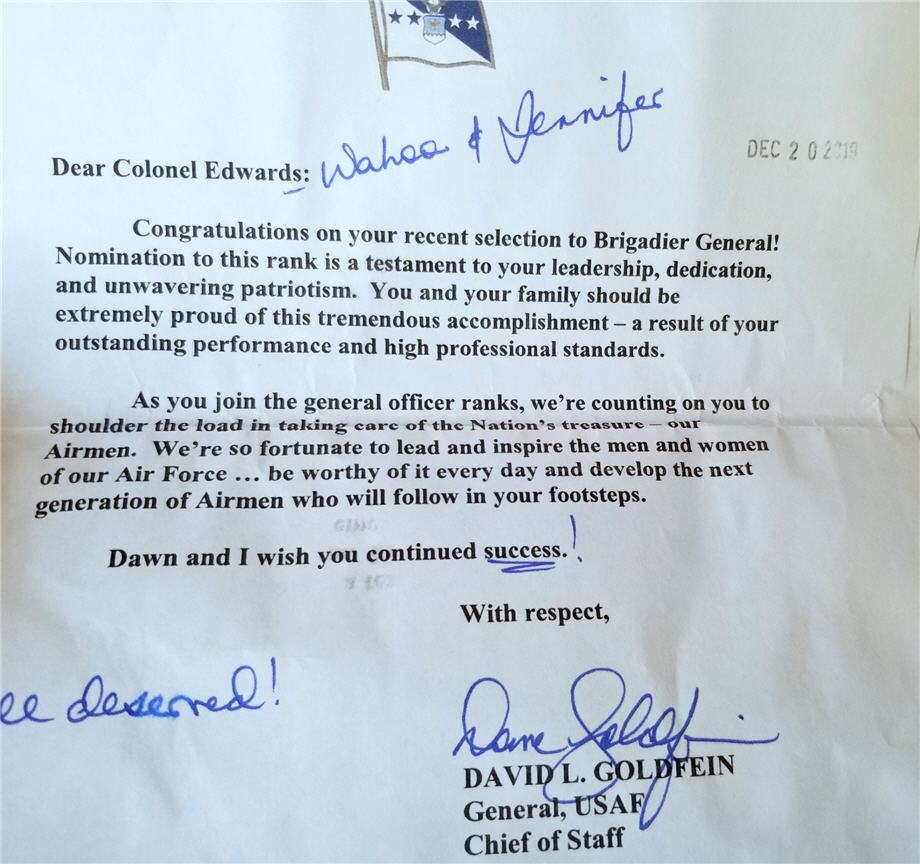 Wahoo & Jennifer
DEC 2 0 2019
Dear Colonel Edwards:
Congratulations on your recent selection to Brigadier General!
Nomination to this rank is a testament to your leadership, dedication,
and unwavering patriotism. You and your family should be
extremely proud of this tremendous accomplishment – a result of your
outstanding performance and high professional standards.
As you join the general officer ranks, we're counting on you to
shoulder the load in taking care of the Nation's treasure – our
Airmen. We're so fortunate to lead and inspire the men and women
of our Air Force … be worthy of it every day and develop the next
generation of Airmen who will follow in your footsteps.
Dawn and I wish you continued success.!
With respect,
deserved!
Dave Goldfein
DAVID L. GOLDFEIN
General, USAF
Chief of Staff